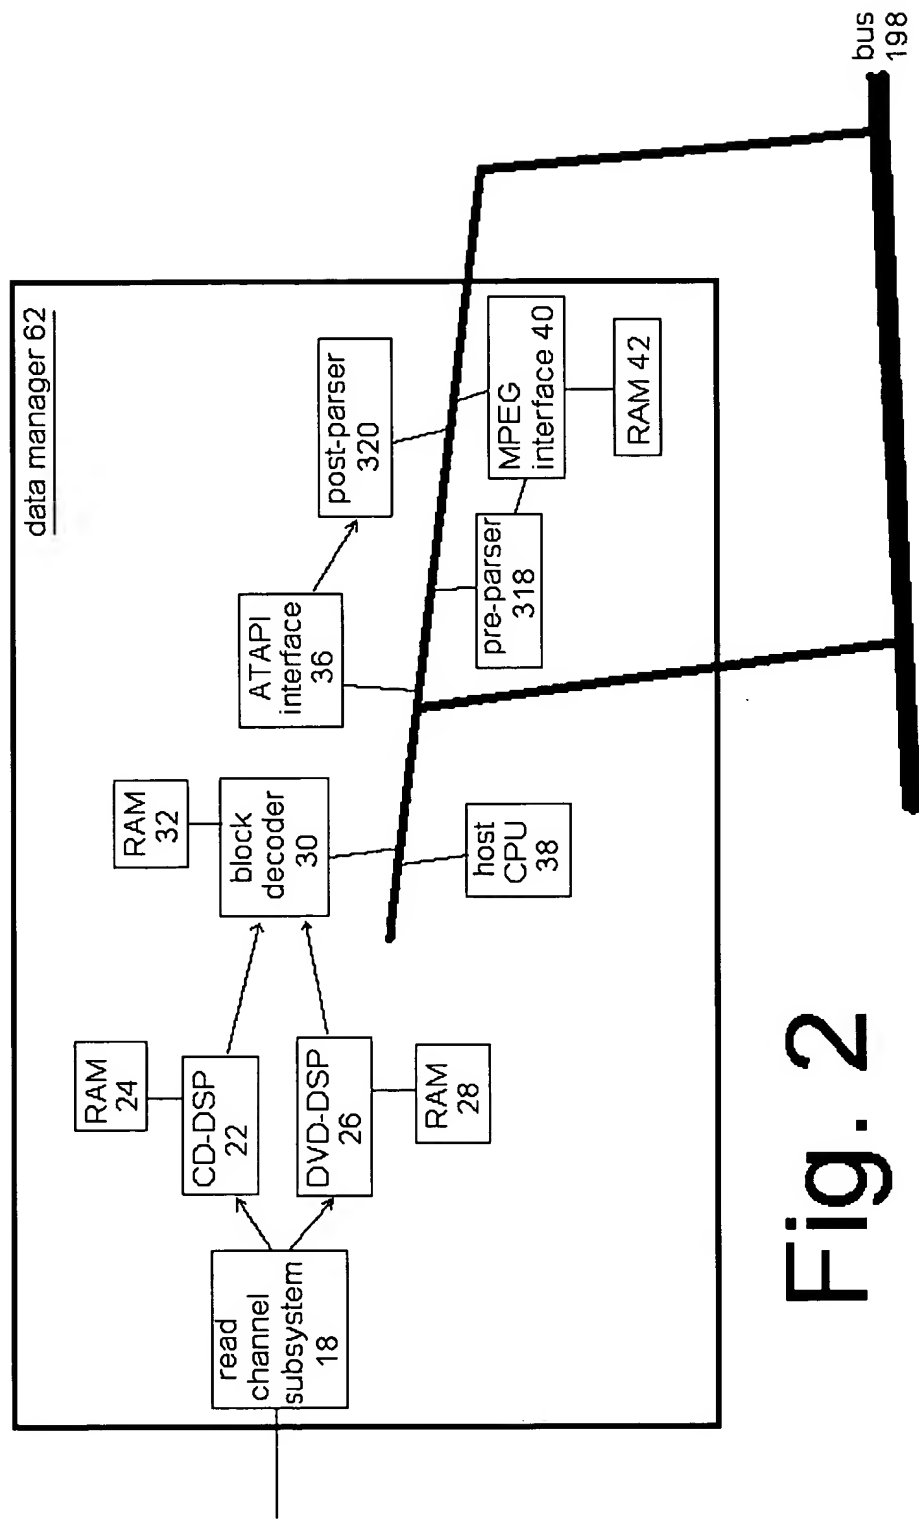 data manager 62
RAM
24
CD-DSP
22
read
channel
subsystem
18
DVD-DSP
26
RAM
28
RAM
32
block
decoder
30
host
CPU
38
ATAPI
interface
36
post-parser
320
pre-parser
318
MPEG
interface 40
RAM 42
bus
198
Fig. 2